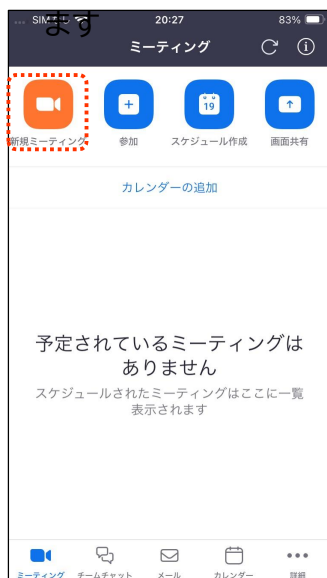 ます
... SIMなし 20:27 83%
ミーティング
新規ミーティング 参加 スケジュール作成 画面共有
19
カレンダーの追加
予定されているミーティングは
ありません
スケジュールされたミーティングはここに一覧
表示されます
ミーティング チームチャット メール カレンダー 詳細